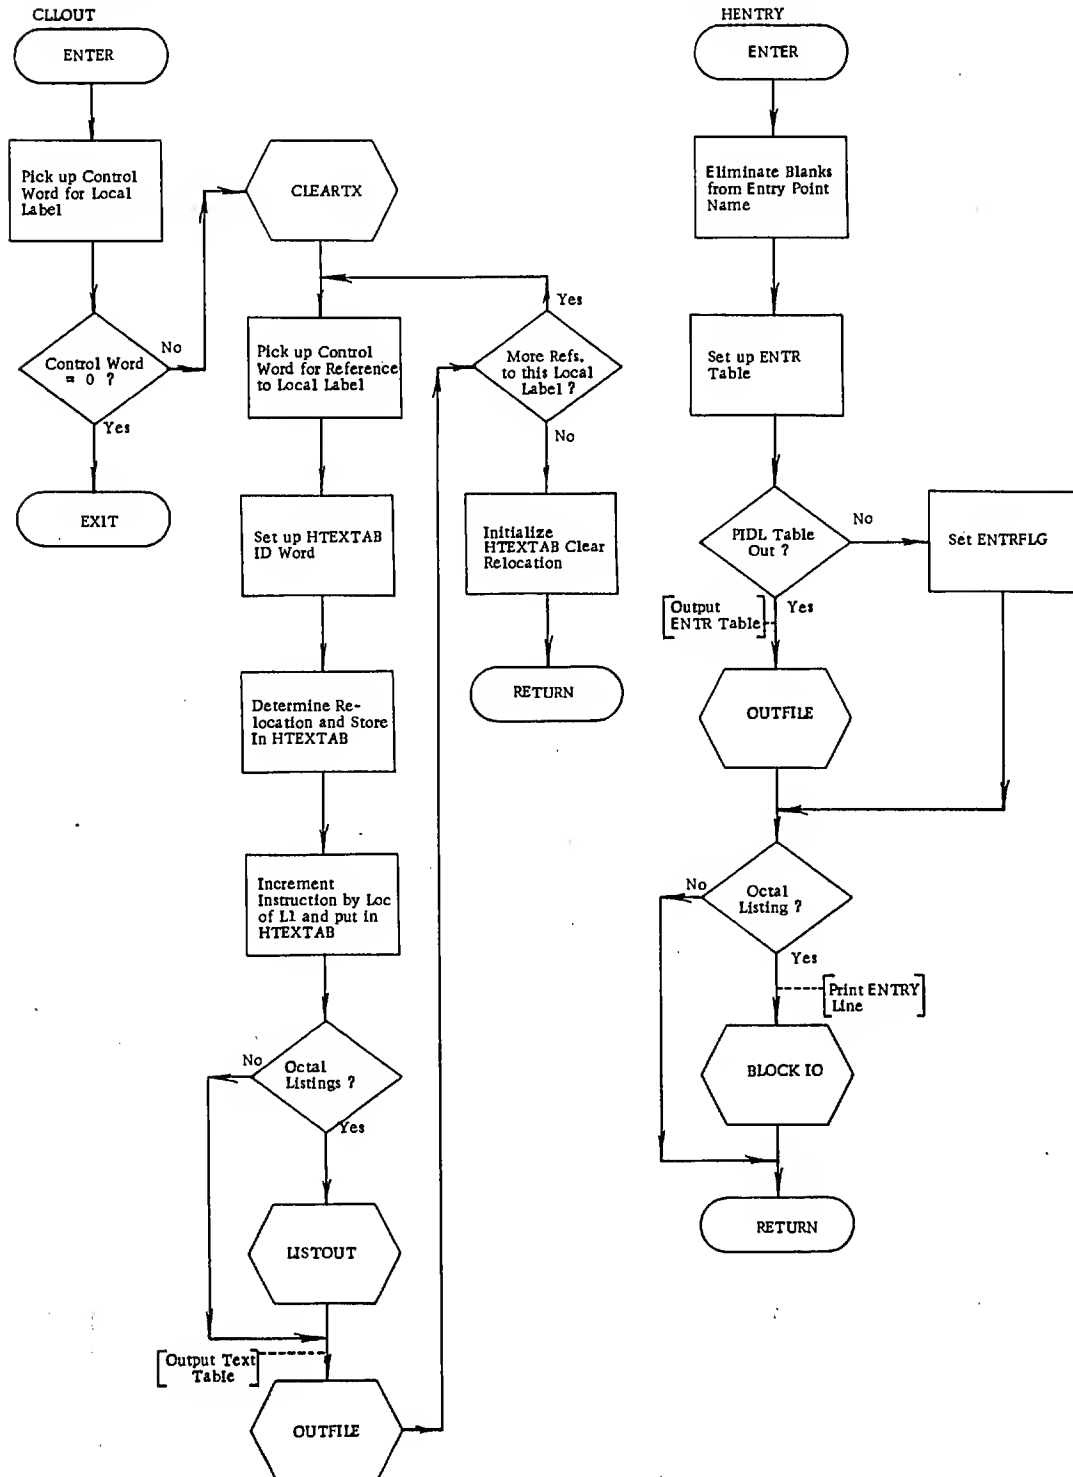 CLLOUT
ENTER
Pick up Control
Word for Local
Label
Control Word
= 0 ?
No
Yes
EXIT
CLEARTX
Pick up Control
Word for Reference
to Local Label
Set up HTEXTAB
ID Word
Determine Re-
location and Store
In HTEXTAB
Increment
Instruction by Loc
of L1 and put in
HTEXTAB
Octal
Listings ?
No
Yes
LISTOUT
[Output Text
Table]
OUTFILE
More Refs.
to this Local
Label ?
Yes
No
Initialize
HTEXTAB Clear
Relocation
RETURN
HENTRY
ENTER
Eliminate Blanks
from Entry Point
Name
Set up ENTR
Table
PIDL Table
Out ?
No
Set ENTRFLG
Yes
[Output
ENTR Table]
OUTFILE
Octal
Listing ?
No
Yes
[Print ENTRY
Line]
BLOCK IO
RETURN